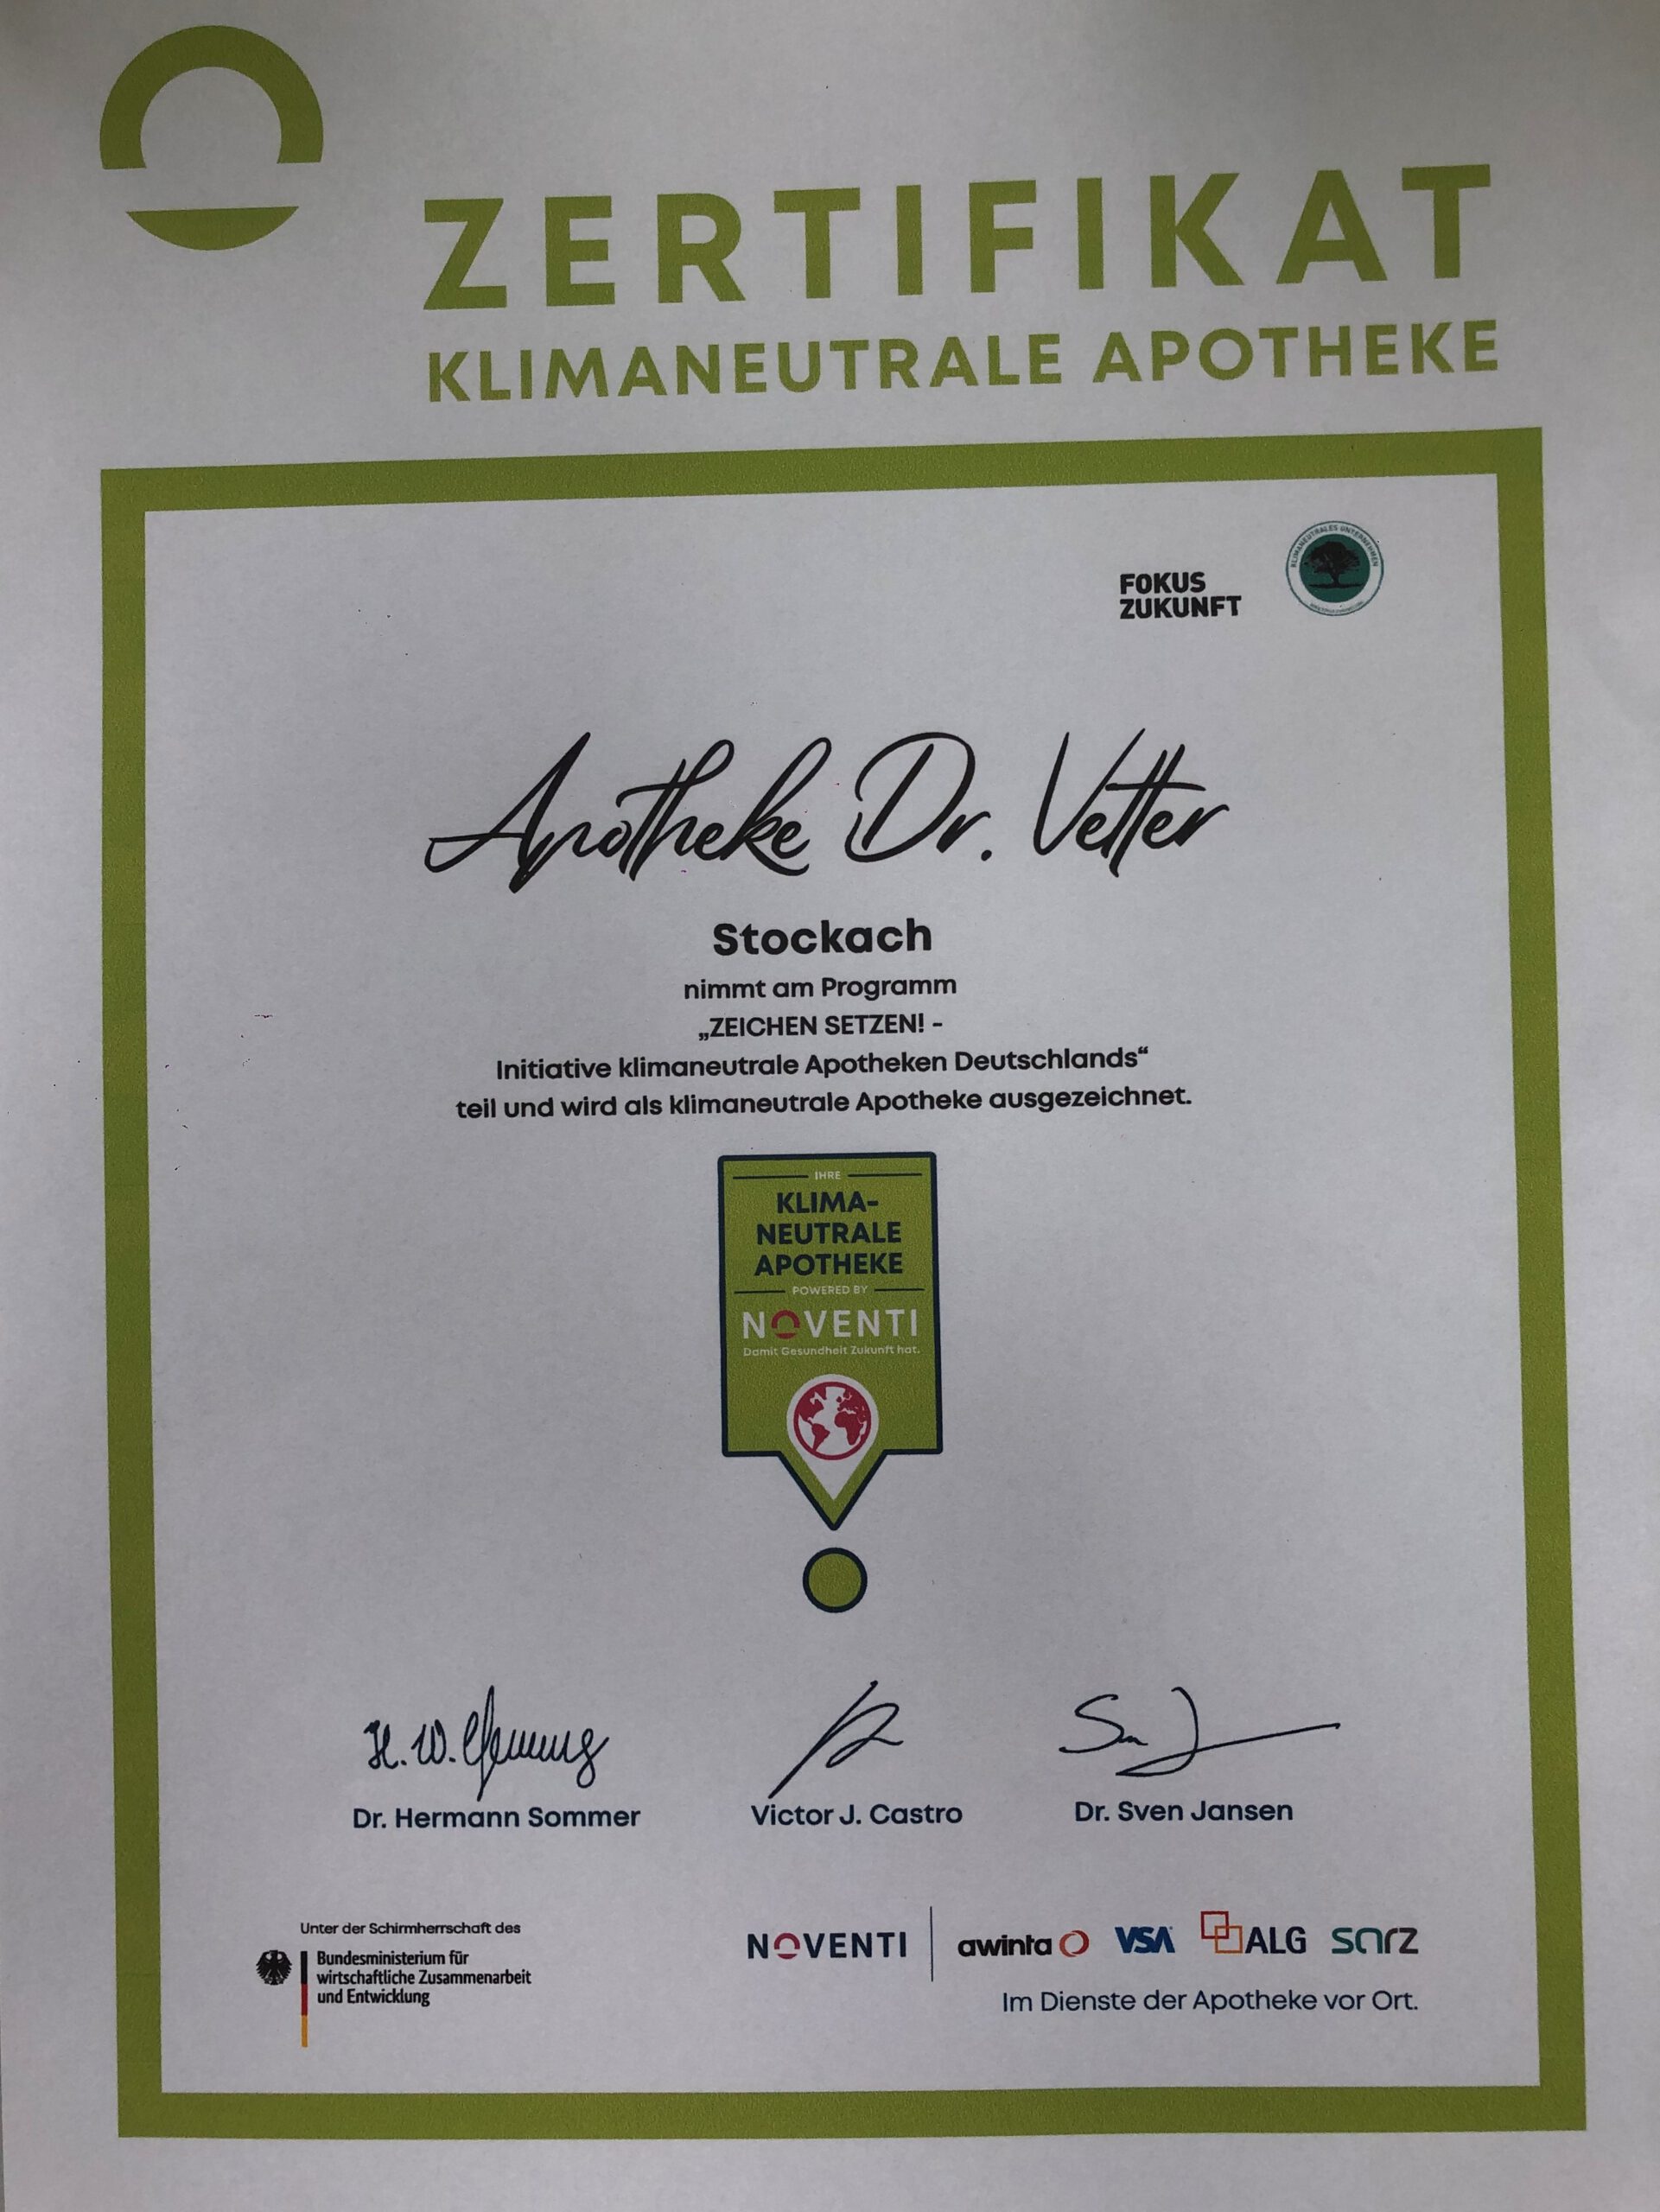 ZERTIFIKAT
KLIMANEUTRALE APOTHEKE
FOKUS
ZUKUNFT
KLIMANEUTRALES UNTERNEHMEN
Apotheke Dr. Vetter
Stockach
nimmt am Programm
„ZEICHEN SETZEN! -
Initiative klimaneutrale Apotheken Deutschlands“
teil und wird als klimaneutrale Apotheke ausgezeichnet.
IHRE
KLIMA-
NEUTRALE
APOTHEKE
POWERED BY
NOVENTI
Damit Gesundheit Zukunft hat.
Dr. Hermann Sommer
Victor J. Castro
Dr. Sven Jansen
Unter der Schirmherrschaft des
Bundesministerium für
wirtschaftliche Zusammenarbeit
und Entwicklung
NOVENTI awinta VSA ALG sarz
Im Dienste der Apotheke vor Ort.